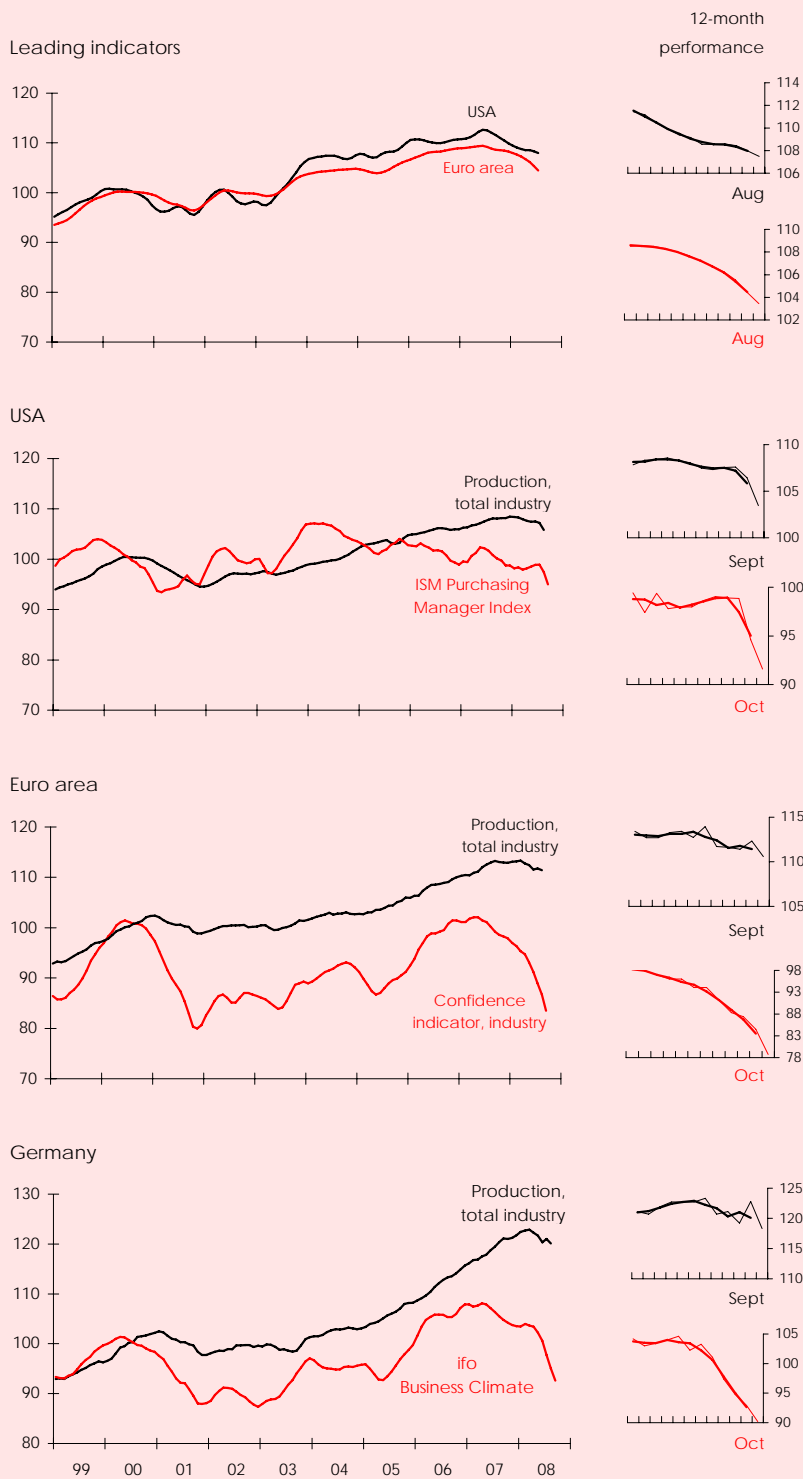 12-month
performance
Leading indicators
120
110
100
90
80
70
USA
Euro area
114
112
110
108
106
Aug
110
108
106
104
102
Aug
USA
120
110
100
90
80
70
Production,
total industry
ISM Purchasing
Manager Index
110
105
100
Sept
100
95
90
Oct
Euro area
120
110
100
90
80
70
Production,
total industry
Confidence
indicator, industry
115
110
105
Sept
98
93
88
83
78
Oct
Germany
130
120
110
100
90
80
Production,
total industry
ifo
Business Climate
125
120
115
110
Sept
105
100
95
90
Oct
99 00 01 02 03 04 05 06 07 08